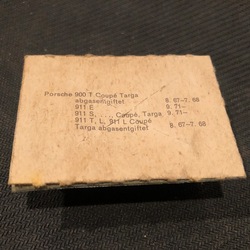 Porsche 900 T Coupé Targa
abgasentgiftet 8. 67–7. 68
911 E 9. 71–
911 S, ...., Coupé, Targa 9. 71–
911 T, L, 911 L Coupé
Targa abgasentgiftet 8. 67–7. 68